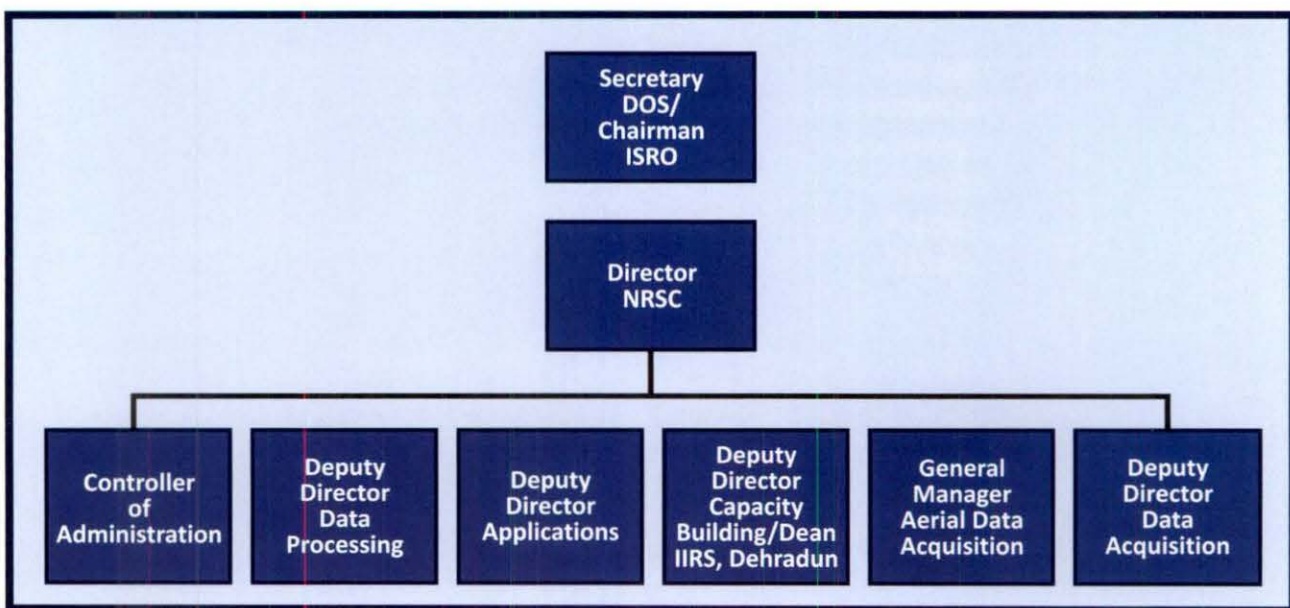 Secretary
DOS/
Chairman
ISRO
Director
NRSC
Controller
of
Administration
Deputy
Director
Data
Processing
Deputy
Director
Applications
Deputy
Director
Capacity
Building/Dean
IIRS, Dehradun
General
Manager
Aerial Data
Acquisition
Deputy
Director
Data
Acquisition